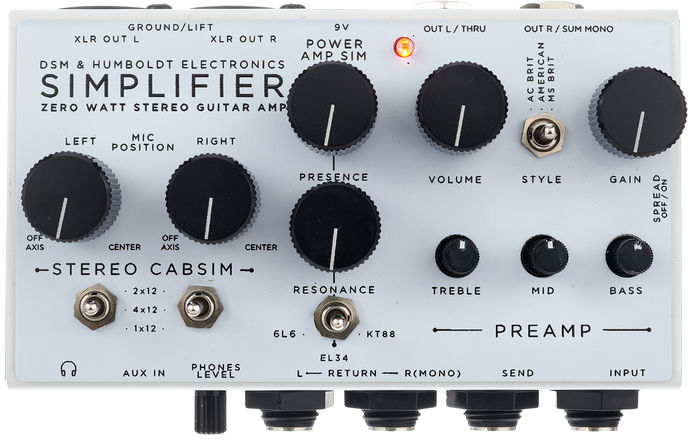 GROUND/LIFT
XLR OUT L
XLR OUT R
9V
OUT L / THRU
OUT R / SUM MONO
POWER
AMP SIM
DSM & HUMBOLDT ELECTRONICS
SIMPLIFIER
ZERO WATT STEREO GUITAR AMP
AC BRIT
AMERICAN
MS BRIT
LEFT
MIC
POSITION
RIGHT
PRESENCE
VOLUME
STYLE
GAIN
SPREAD
OFF / ON
OFF
AXIS
CENTER
OFF
AXIS
CENTER
STEREO CABSIM
RESONANCE
TREBLE
MID
BASS
· 2x12 ·
· 4x12 ·
· 1x12 ·
6L6 ·
· KT88
EL34
PREAMP
AUX IN
PHONES
LEVEL
L
RETURN
R(MONO)
SEND
INPUT